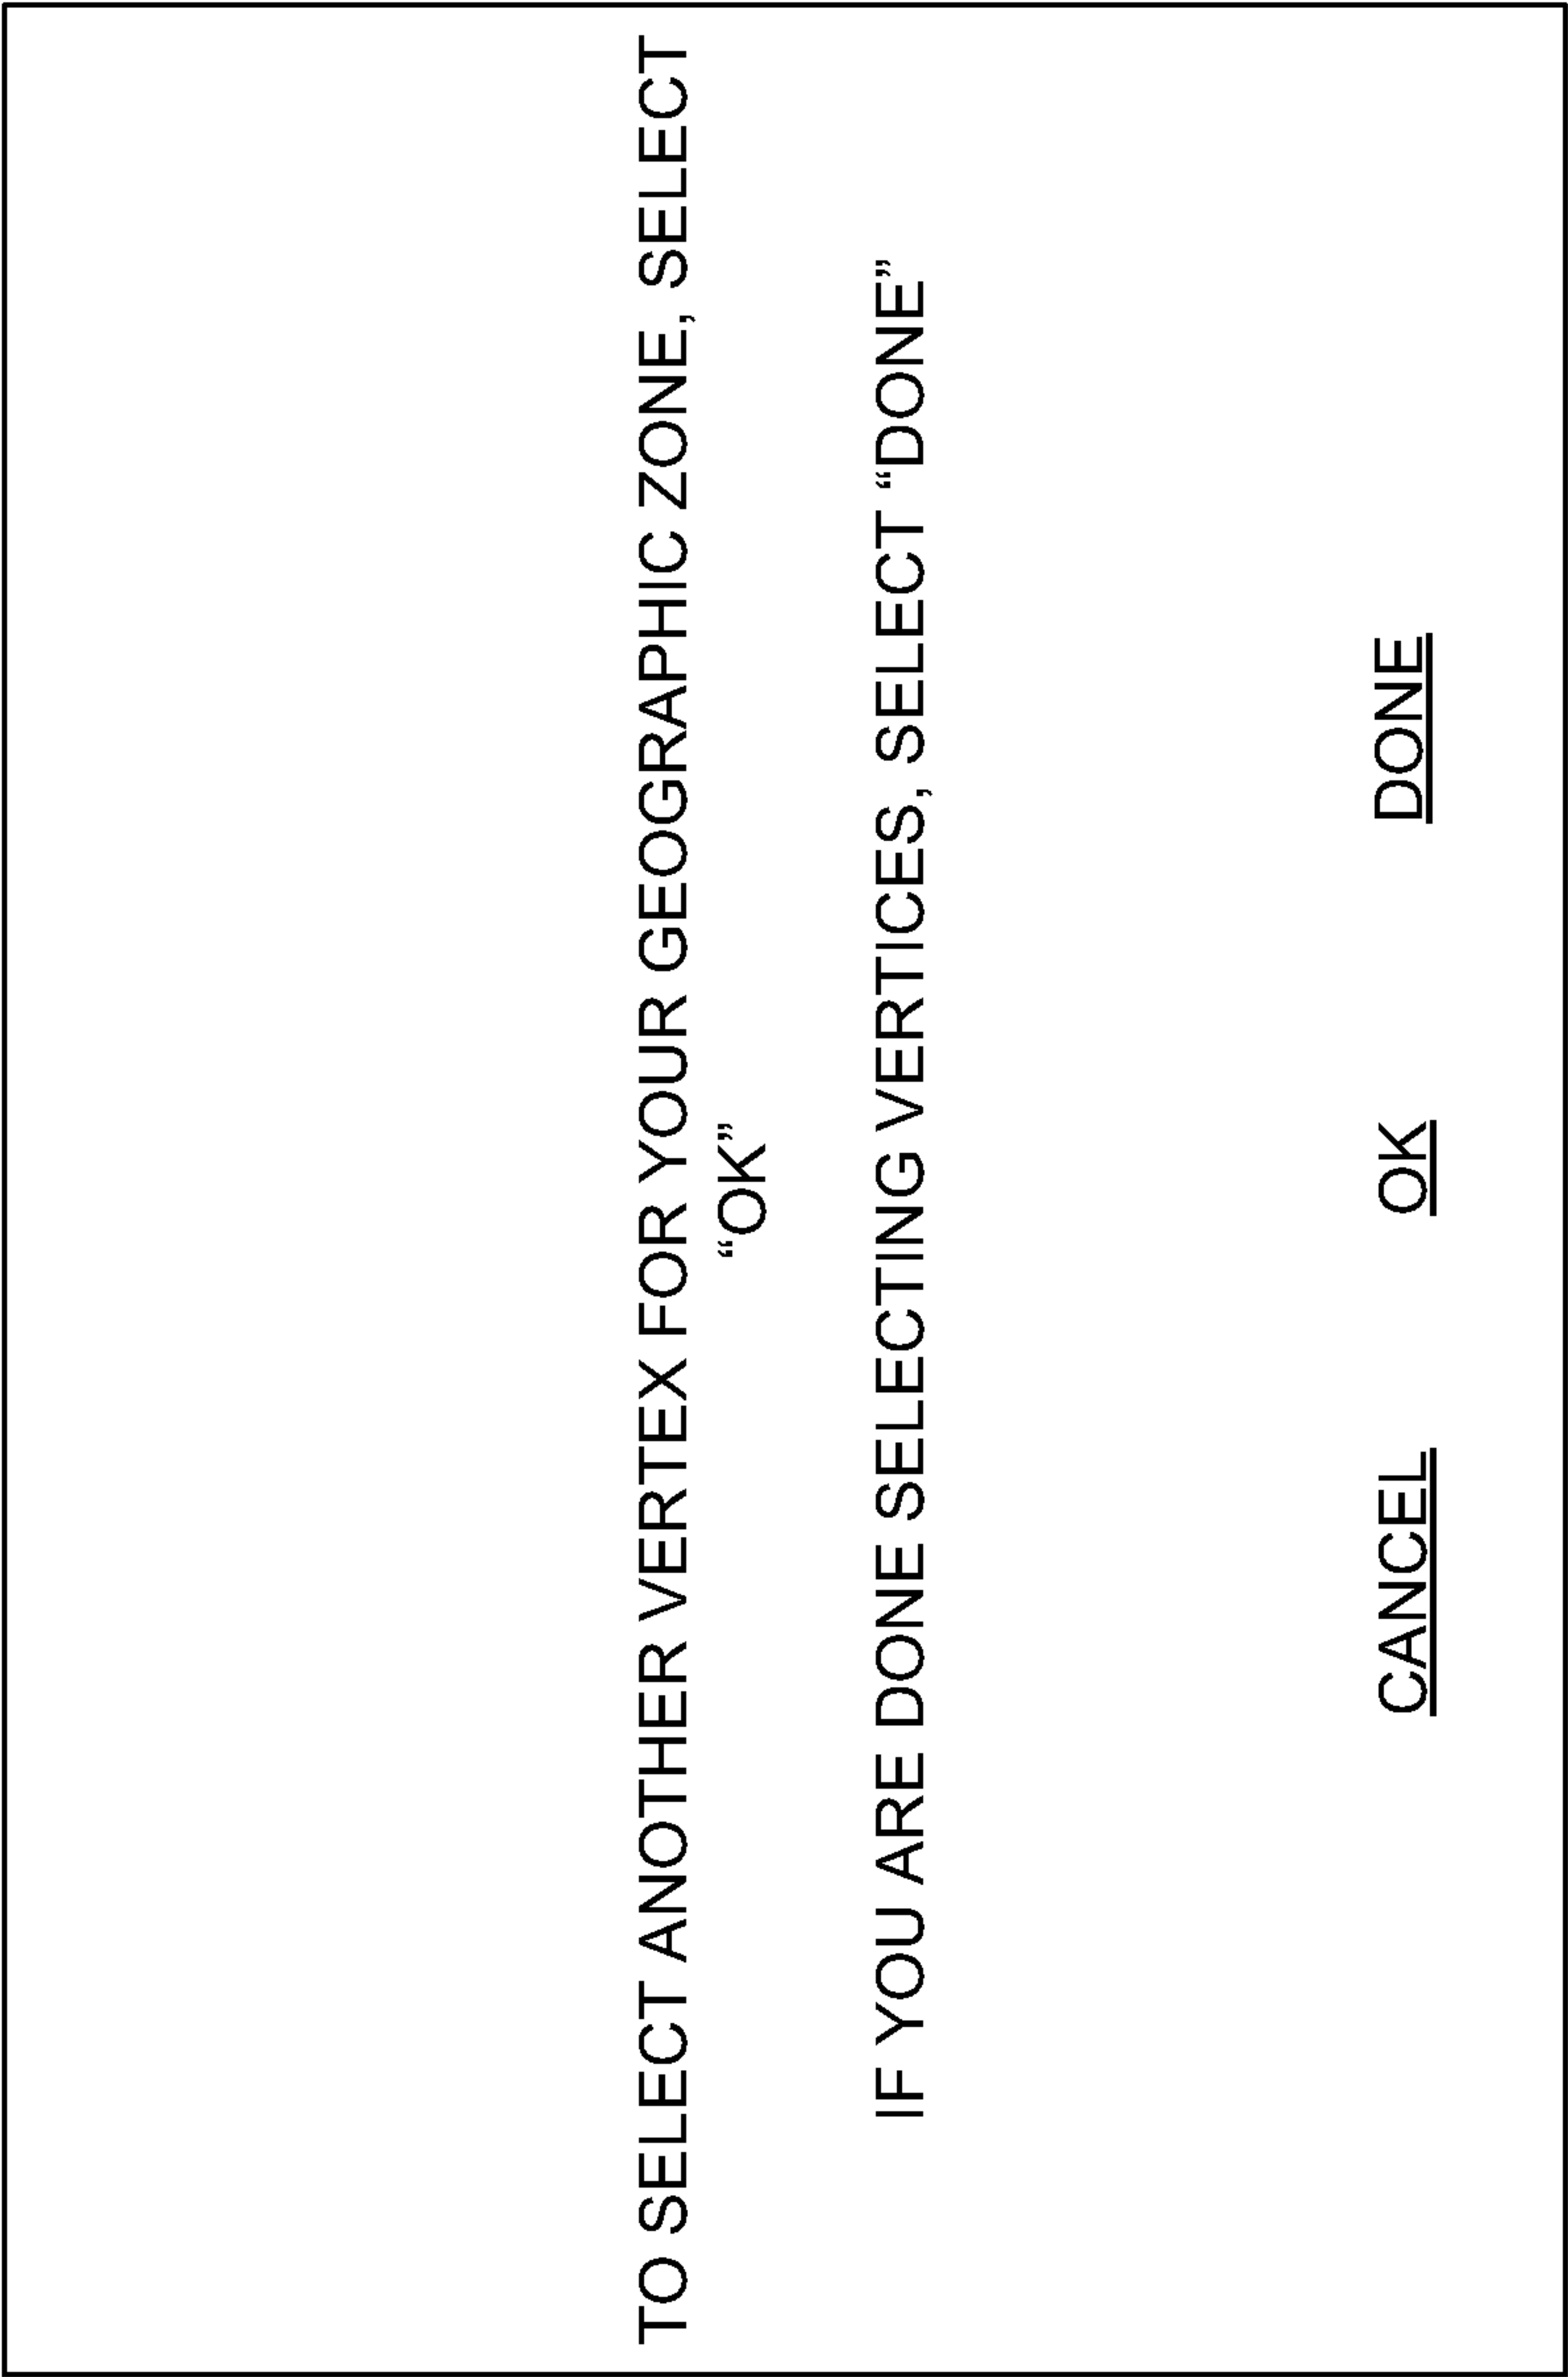 TO SELECT ANOTHER VERTEX FOR YOUR GEOGRAPHIC ZONE, SELECT
“OK”
IF YOU ARE DONE SELECTING VERTICES, SELECT “DONE”
CANCEL OK DONE